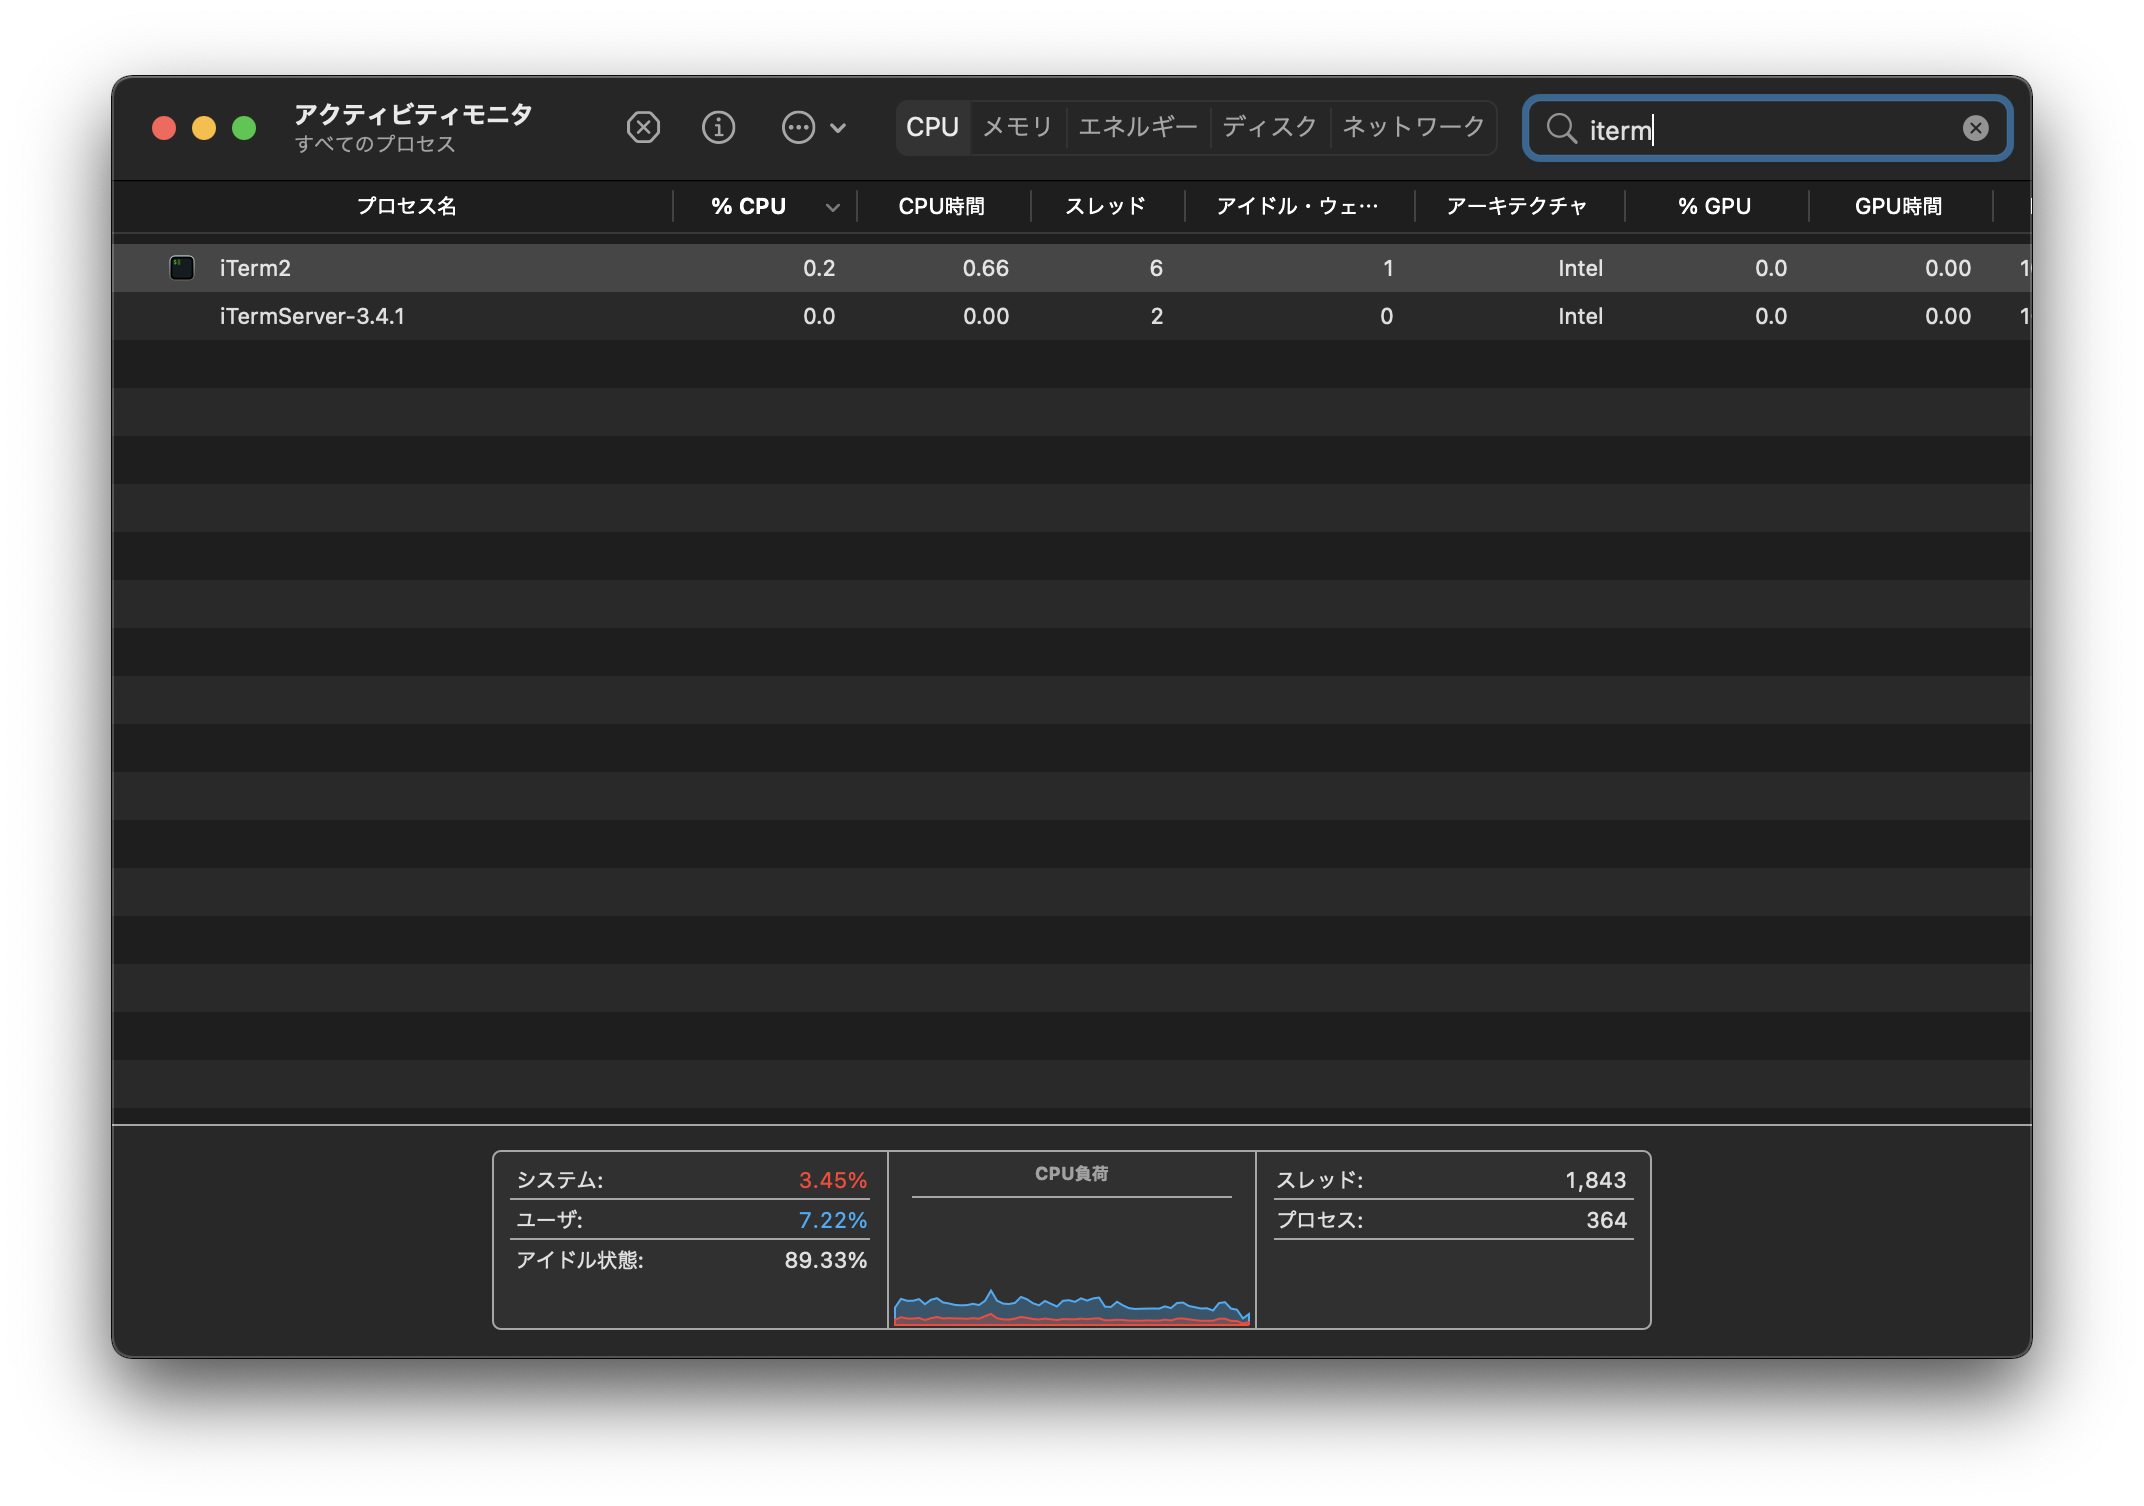 アクティビティモニタ
すべてのプロセス
CPU メモリ エネルギー ディスク ネットワーク
iterm
プロセス名 % CPU CPU時間 スレッド アイドル・ウェ… アーキテクチャ % GPU GPU時間
iTerm2 0.2 0.66 6 1 Intel 0.0 0.00
iTermServer-3.4.1 0.0 0.00 2 0 Intel 0.0 0.00
システム: 3.45%
ユーザ: 7.22%
アイドル状態: 89.33%
CPU負荷
スレッド: 1,843
プロセス: 364